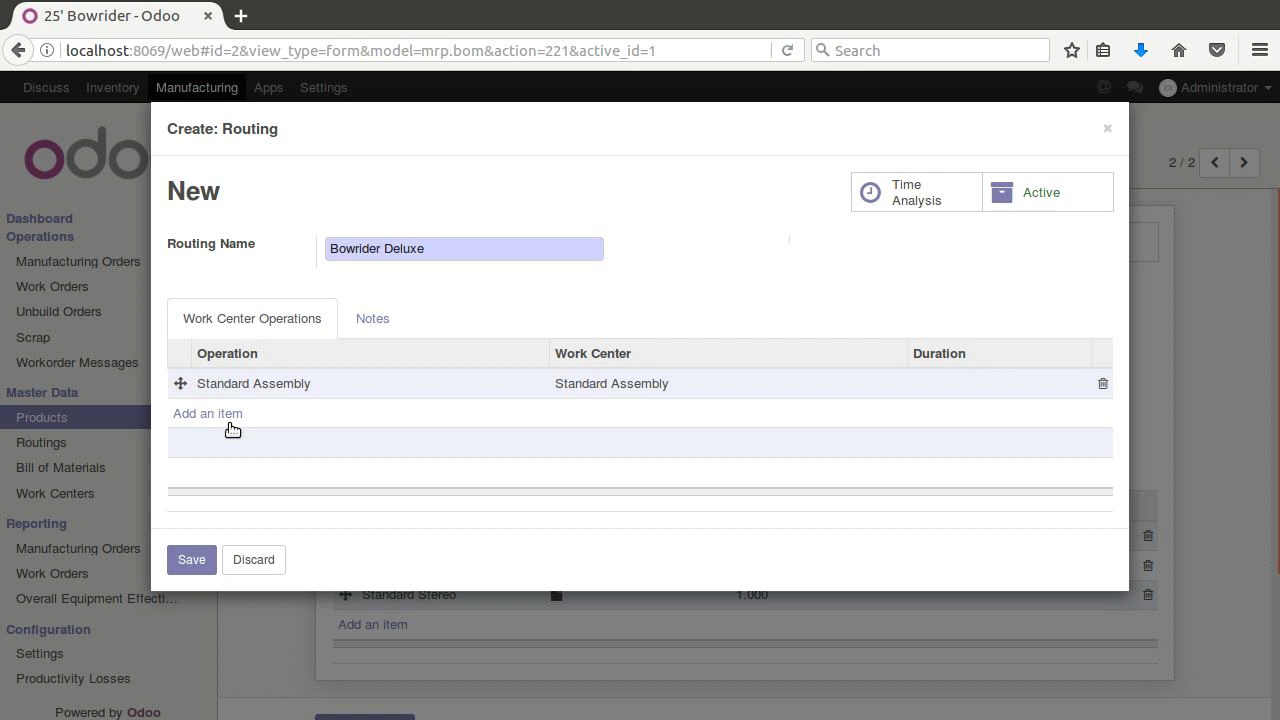 25' Bowrider - Odoo
localhost:8069/web#id=2&view_type=form&model=mrp.bom&action=221&active_id=1
Search
Discuss Inventory Manufacturing Apps Settings
@ Administrator
odo
Create: Routing
×
2 / 2
New
Time Analysis
Active
Routing Name
Bowrider Deluxe
Work Center Operations
Notes
Operation Work Center Duration
Standard Assembly Standard Assembly
Add an item
Save
Discard
Dashboard
Operations
Manufacturing Orders
Work Orders
Unbuild Orders
Scrap
Workorder Messages
Master Data
Products
Routings
Bill of Materials
Work Centers
Reporting
Manufacturing Orders
Work Orders
Overall Equipment Effecti...
Configuration
Settings
Productivity Losses
Powered by Odoo
Standard Stereo 1.000
Add an item